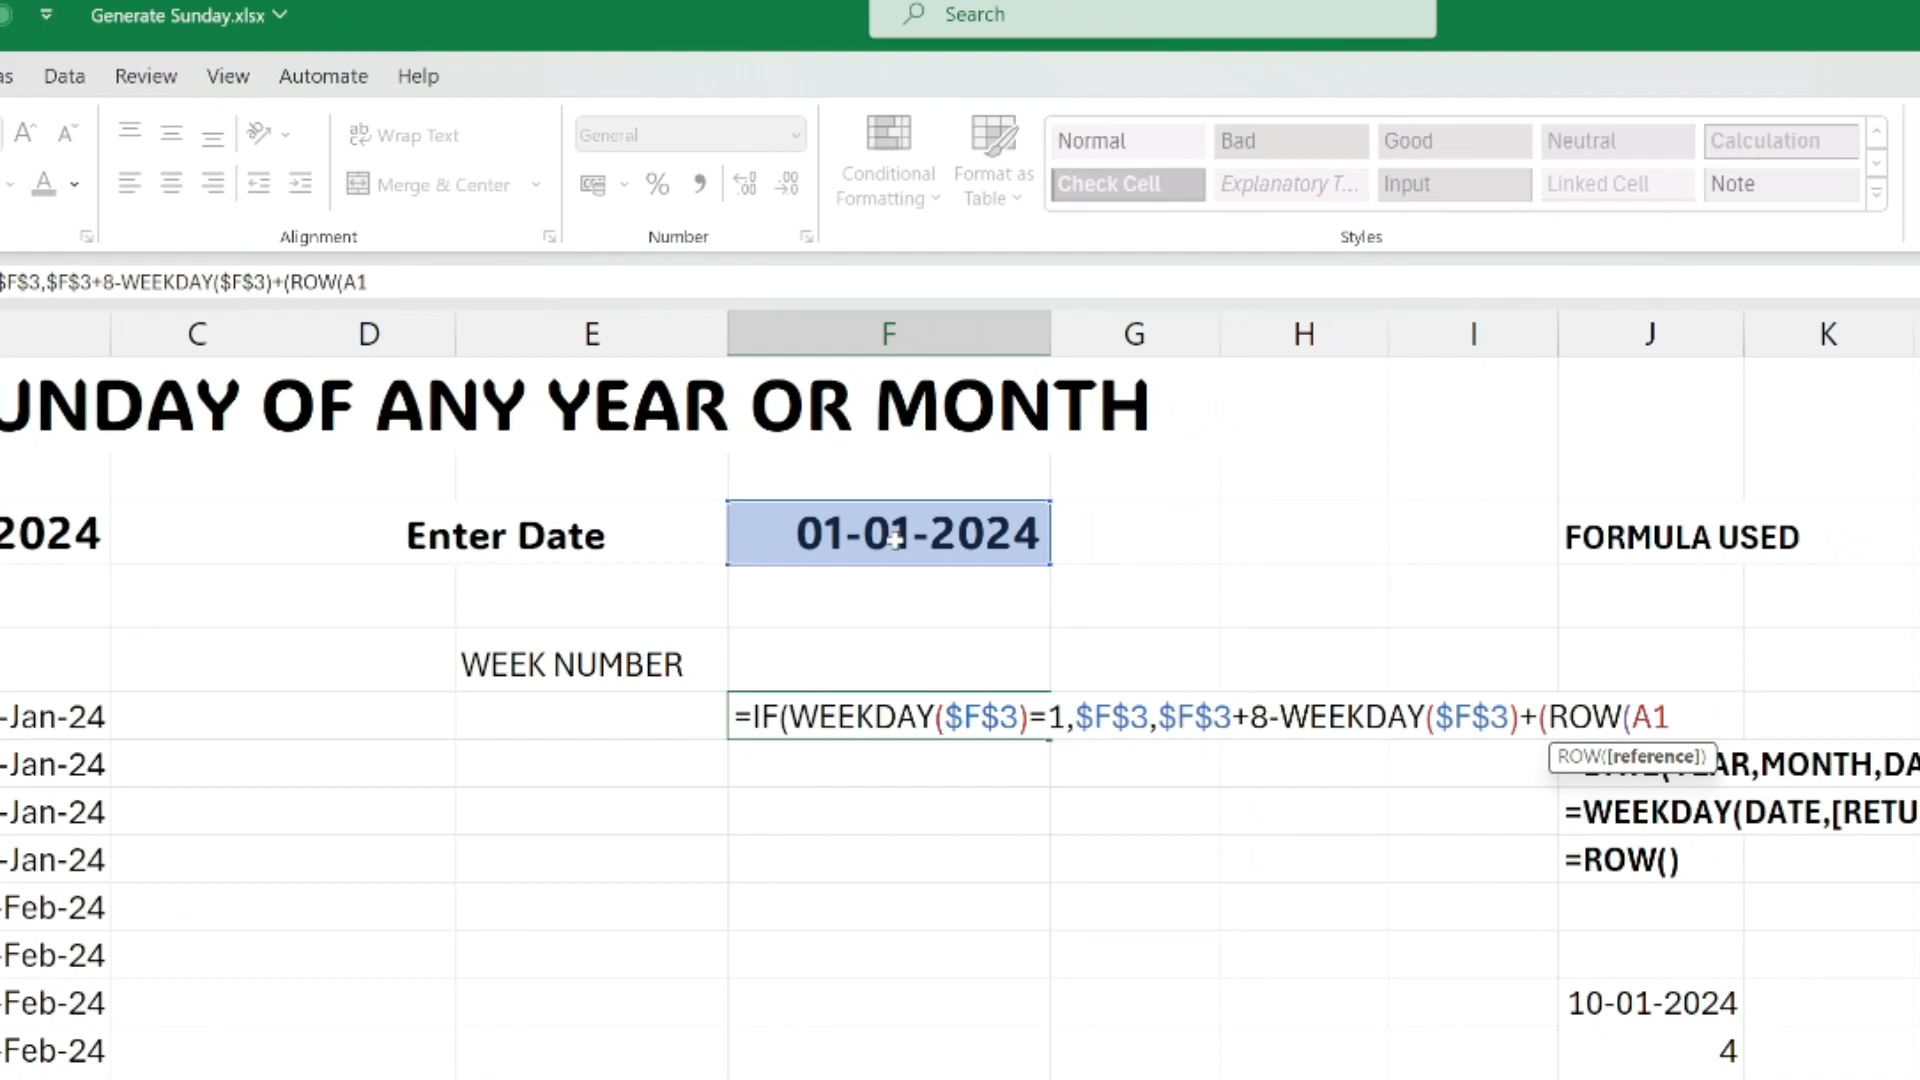 Generate Sunday.xlsx
Search
as Data Review View Automate Help
Wrap Text
General
Merge & Center
Conditional Formatting
Format as Table
Normal Bad Good Neutral Calculation
Check Cell Explanatory T... Input Linked Cell Note
Alignment Number Styles
$F$3,$F$3+8-WEEKDAY($F$3)+(ROW(A1
C D E F G H I J K
UNDAY OF ANY YEAR OR MONTH
2024 Enter Date 01-01-2024 FORMULA USED
WEEK NUMBER
-Jan-24 =IF(WEEKDAY($F$3)=1,$F$3,$F$3+8-WEEKDAY($F$3)+(ROW(A1
ROW([reference])
-Jan-24 AR,MONTH,DA
-Jan-24 =WEEKDAY(DATE,[RETU
-Jan-24 =ROW()
-Feb-24
-Feb-24
-Feb-24 10-01-2024
-Feb-24 4